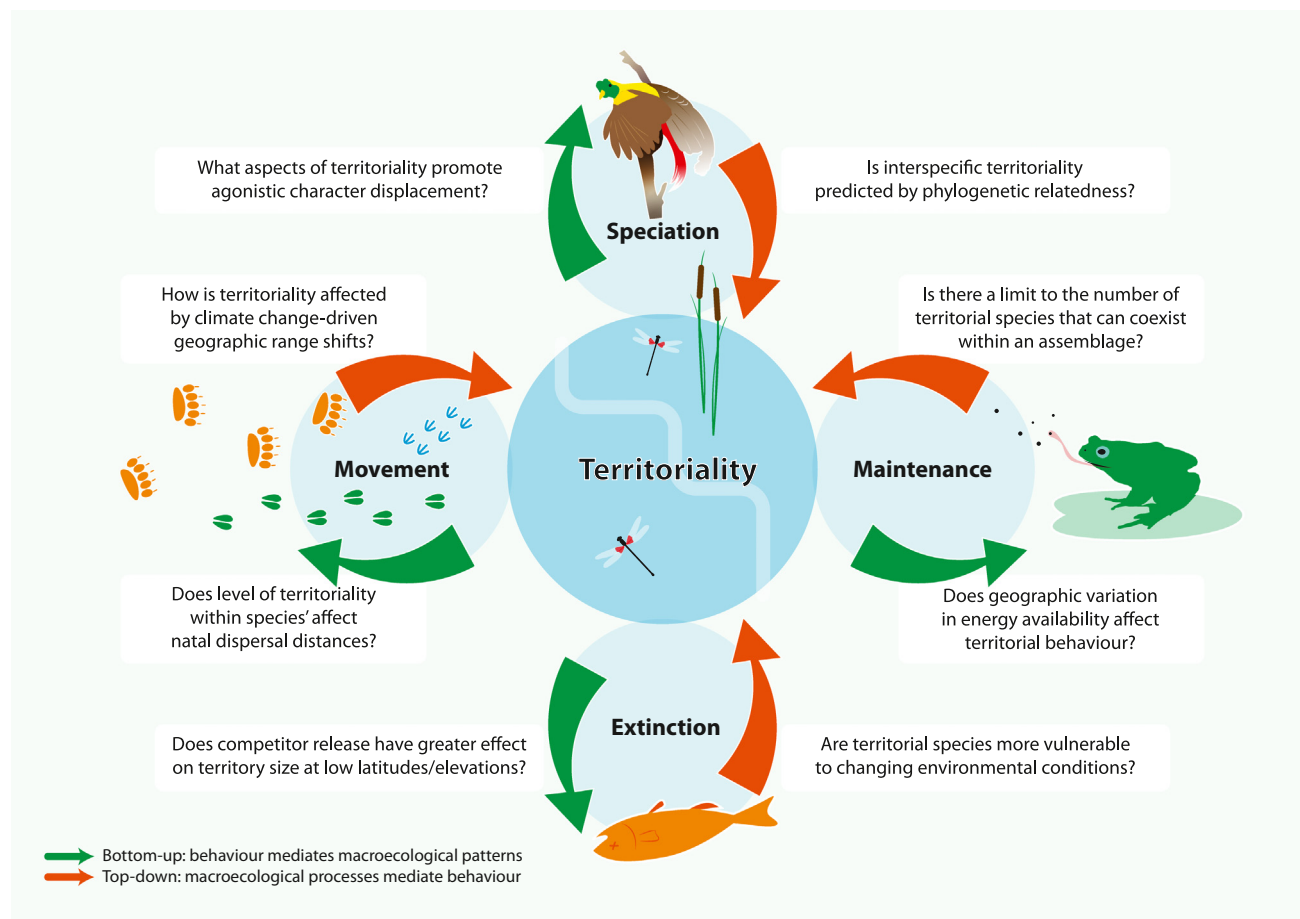 What aspects of territoriality promote
agonistic character displacement?
Is interspecific territoriality
predicted by phylogenetic relatedness?
Speciation
How is territoriality affected
by climate change-driven
geographic range shifts?
Is there a limit to the number of
territorial species that can coexist
within an assemblage?
Movement
Territoriality
Maintenance
Does level of territoriality
within species’ affect
natal dispersal distances?
Does geographic variation
in energy availability affect
territorial behaviour?
Extinction
Does competitor release have greater effect
on territory size at low latitudes/elevations?
Are territorial species more vulnerable
to changing environmental conditions?
Bottom-up: behaviour mediates macroecological patterns
Top-down: macroecological processes mediate behaviour